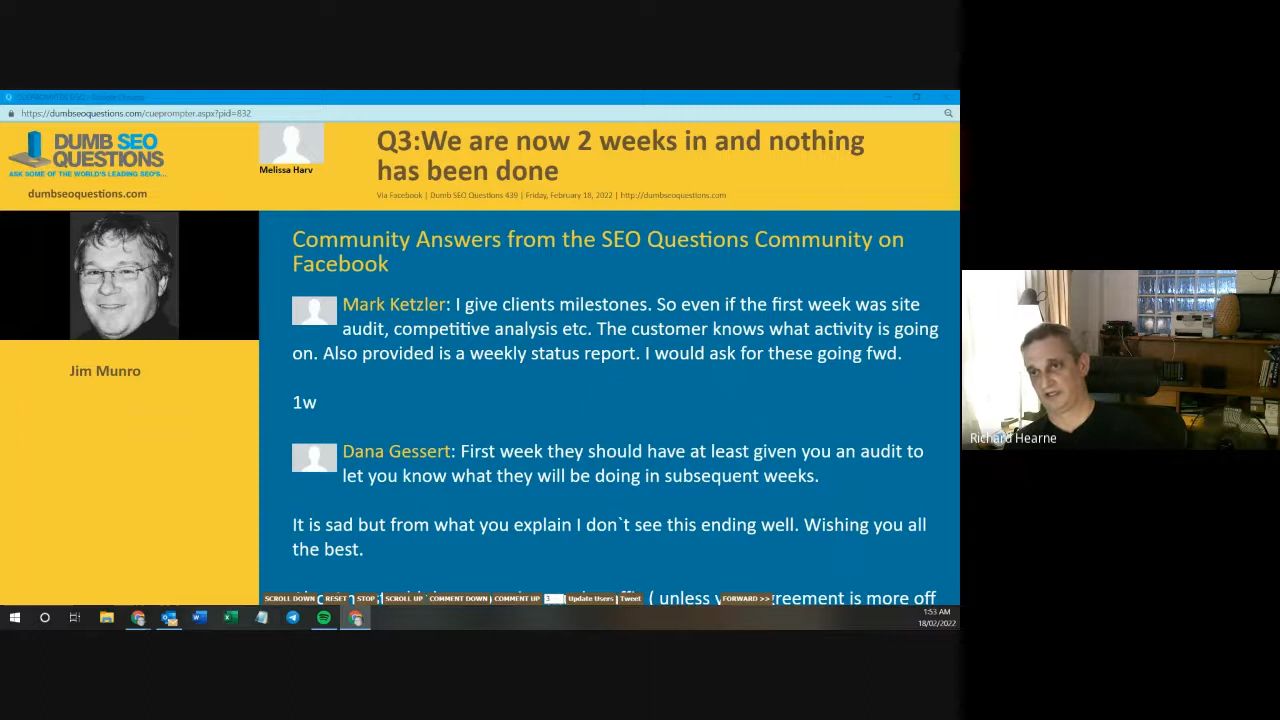 https://dumbseoquestions.com/cueprompter.aspx?pid=832
DUMB SEO
QUESTIONS
ASK SOME OF THE WORLD'S LEADING SEO'S...
dumbseoquestions.com
Melissa Harv
Q3:We are now 2 weeks in and nothing
has been done
Via Facebook | Dumb SEO Questions 439 | Friday, February 18, 2022 | http://dumbseoquestions.com
Jim Munro
Community Answers from the SEO Questions Community on
Facebook
Mark Ketzler: I give clients milestones. So even if the first week was site
audit, competitive analysis etc. The customer knows what activity is going
on. Also provided is a weekly status report. I would ask for these going fwd.
1w
Dana Gessert: First week they should have at least given you an audit to
let you know what they will be doing in subsequent weeks.
It is sad but from what you explain I don`t see this ending well. Wishing you all
the best.
( unless greement is more off
SCROLL DOWN RESET STOP SCROLL UP COMMENT DOWN COMMENT UP 3 Update Users Tweet FORWARD >>
1:53 AM
18/02/2022
Richard Hearne